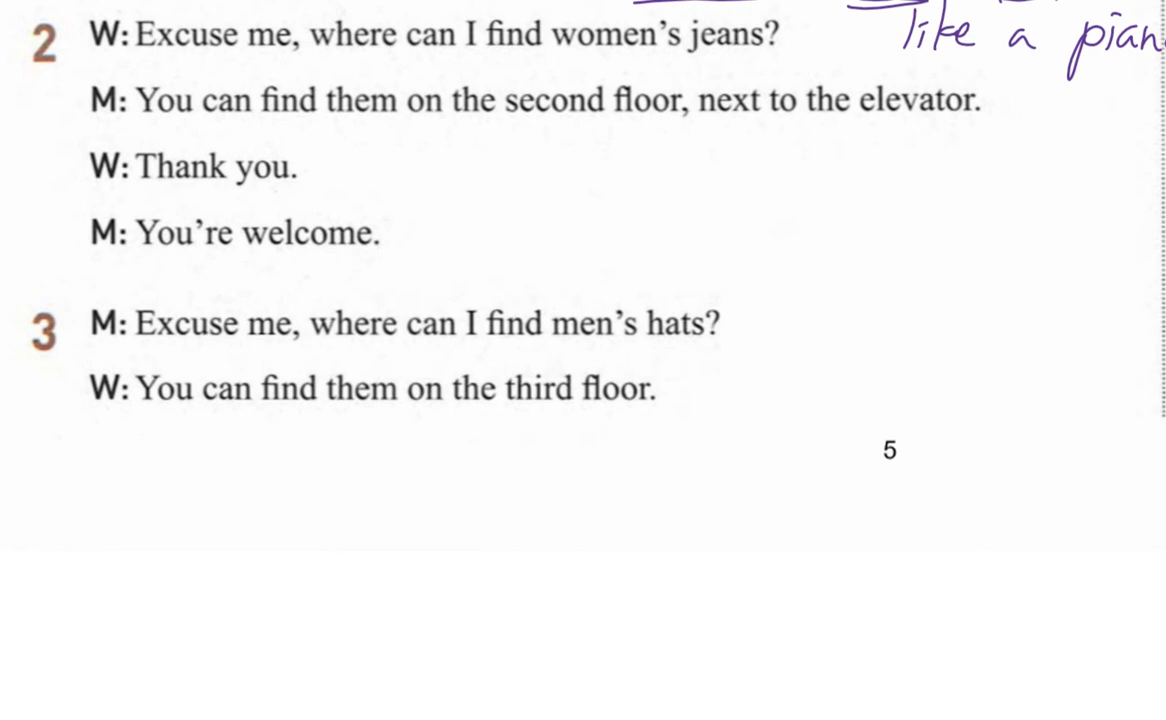 like a
2 W: Excuse me, where can I find women's jeans?
M: You can find them on the second floor, next to the elevator.
W: Thank you.
M: You're welcome.
3 M: Excuse me, where can I find men's hats?
W: You can find them on the third floor.
5